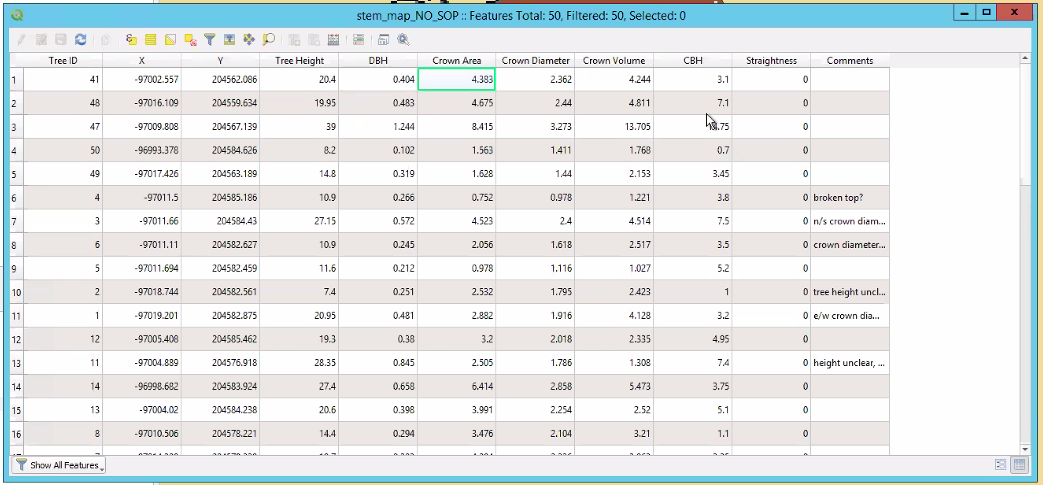 stem_map_NO_SOP :: Features Total: 50, Filtered: 50, Selected: 0
Tree ID X Y Tree Height DBH Crown Area Crown Diameter Crown Volume CBH Straightness Comments
1 41 -97002.557 204562.086 20.4 0.404 4.383 2.362 4.244 3.1 0
2 48 -97016.109 204559.634 19.95 0.483 4.675 2.44 4.811 7.1 0
3 47 -97009.808 204567.139 39 1.244 8.415 3.273 13.705 0
4 50 -96993.378 204584.626 8.2 0.102 1.563 1.411 1.768 0.7 0
5 49 -97017.426 204563.189 14.8 0.319 1.628 1.44 2.153 3.45 0
6 4 -97011.5 204585.186 10.9 0.266 0.752 0.978 1.221 3.8 0 broken top?
7 3 -97011.66 204584.43 27.15 0.572 4.523 2.4 4.514 7.5 0 n/s crown diam...
8 6 -97011.11 204582.627 10.9 0.245 2.056 1.618 2.517 3.5 0 crown diameter...
9 5 -97011.694 204582.459 11.6 0.212 0.978 1.116 1.027 5.2 0
10 2 -97018.744 204582.561 7.4 0.251 2.532 1.795 2.423 1 0 tree height uncl...
11 1 -97019.201 204582.875 20.95 0.481 2.882 1.916 4.128 3.2 0 e/w crown dia...
12 12 -97005.408 204585.462 19.3 0.38 3.2 2.018 2.335 4.95 0
13 11 -97004.889 204576.918 28.35 0.845 2.505 1.786 1.308 7.4 0 height unclear, ...
14 14 -96998.682 204583.924 27.4 0.658 6.414 2.858 5.473 3.75 0
15 13 -97004.02 204584.238 20.6 0.398 3.991 2.254 2.52 5.1 0
16 8 -97010.506 204578.221 14.4 0.294 3.476 2.104 3.21 1.1 0
Show All Features